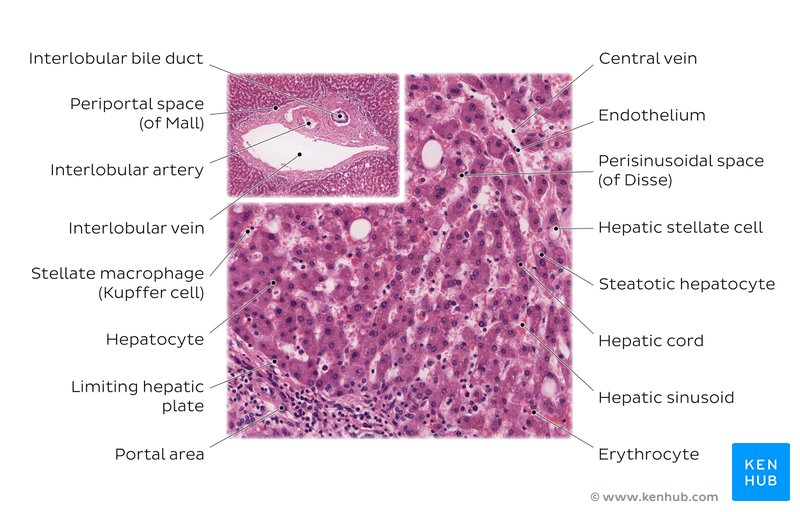 Interlobular bile duct
Periportal space
(of Mall)
Interlobular artery
Interlobular vein
Stellate macrophage
(Kupffer cell)
Hepatocyte
Limiting hepatic
plate
Portal area
Central vein
Endothelium
Perisinusoidal space
(of Disse)
Hepatic stellate cell
Steatotic hepatocyte
Hepatic cord
Hepatic sinusoid
Erythrocyte
KEN
HUB
© www.kenhub.com